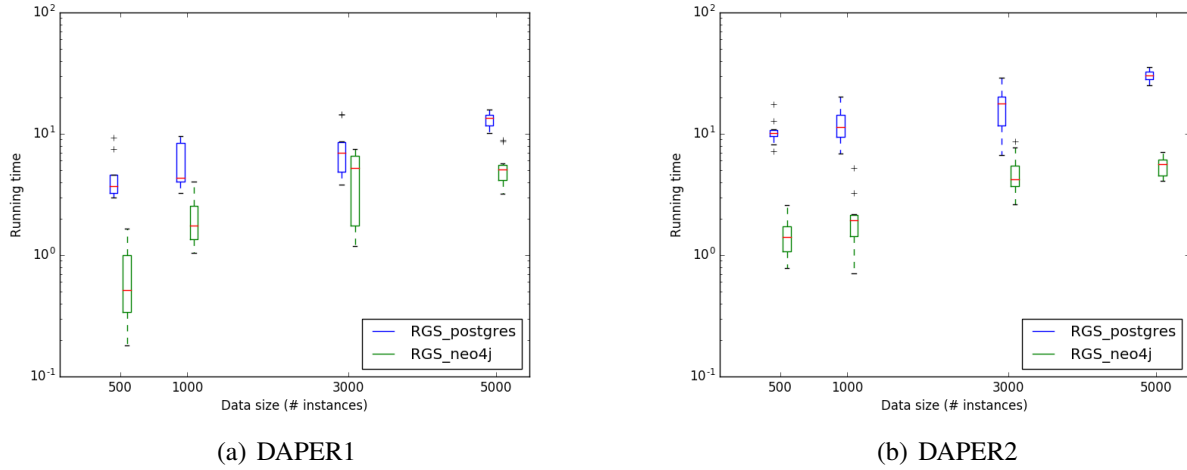 10^2
10^1
10^0
10^-1
Running time
500 1000 3000 5000
Data size (# instances)
RGS_postgres
RGS_neo4j
(a) DAPER1
10^2
10^1
10^0
10^-1
Running time
500 1000 3000 5000
Data size (# instances)
RGS_postgres
RGS_neo4j
(b) DAPER2